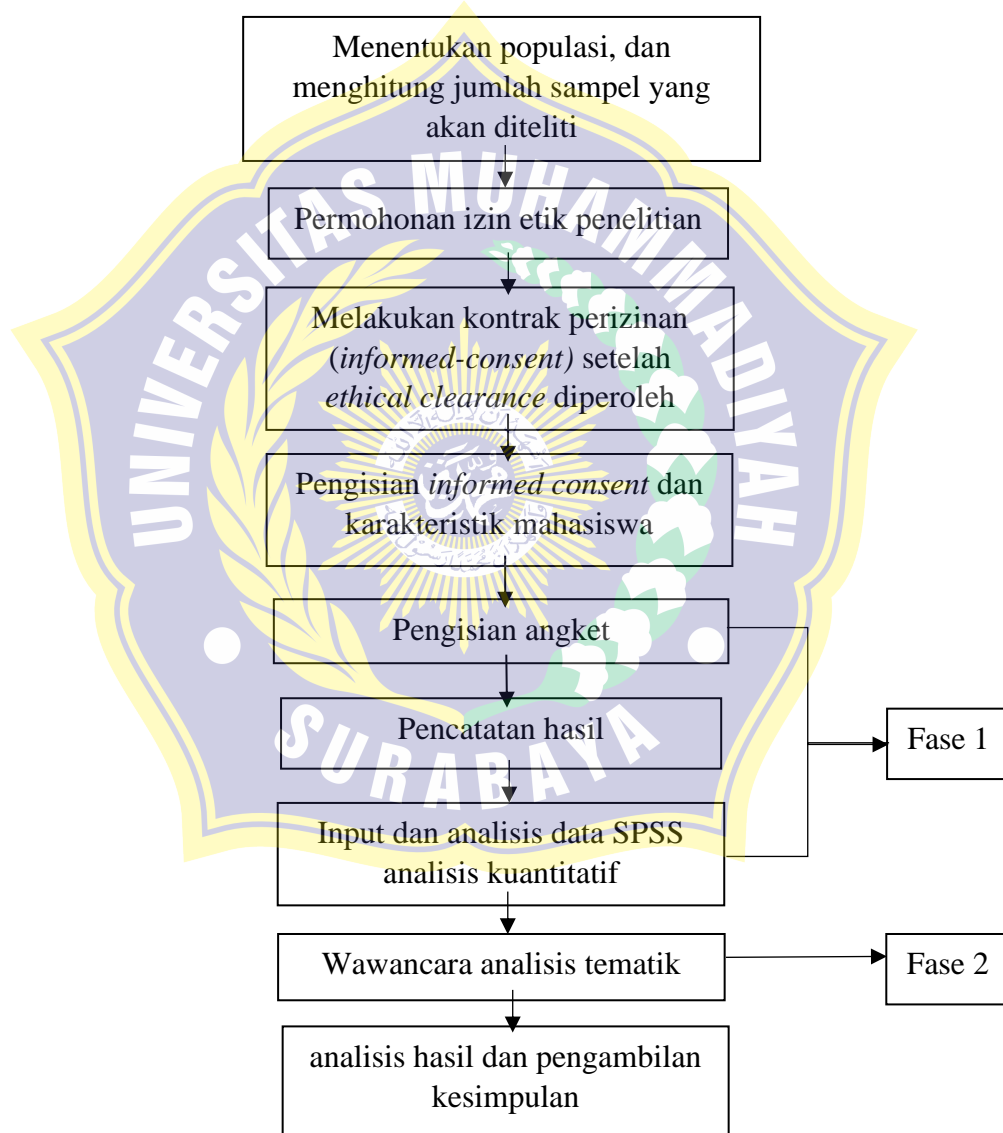 Menentukan populasi, dan
menghitung jumlah sampel yang
akan diteliti
Permohonan izin etik penelitian
Melakukan kontrak perizinan
(informed-consent) setelah
ethical clearance diperoleh
Pengisian informed consent dan
karakteristik mahasiswa
Pengisian angket
Pencatatan hasil
Fase 1
Input dan analisis data SPSS
analisis kuantitatif
Wawancara analisis tematik
Fase 2
analisis hasil dan pengambilan
kesimpulan
UNIVERSITAS MUHAMMADIYAH
SURABAYA